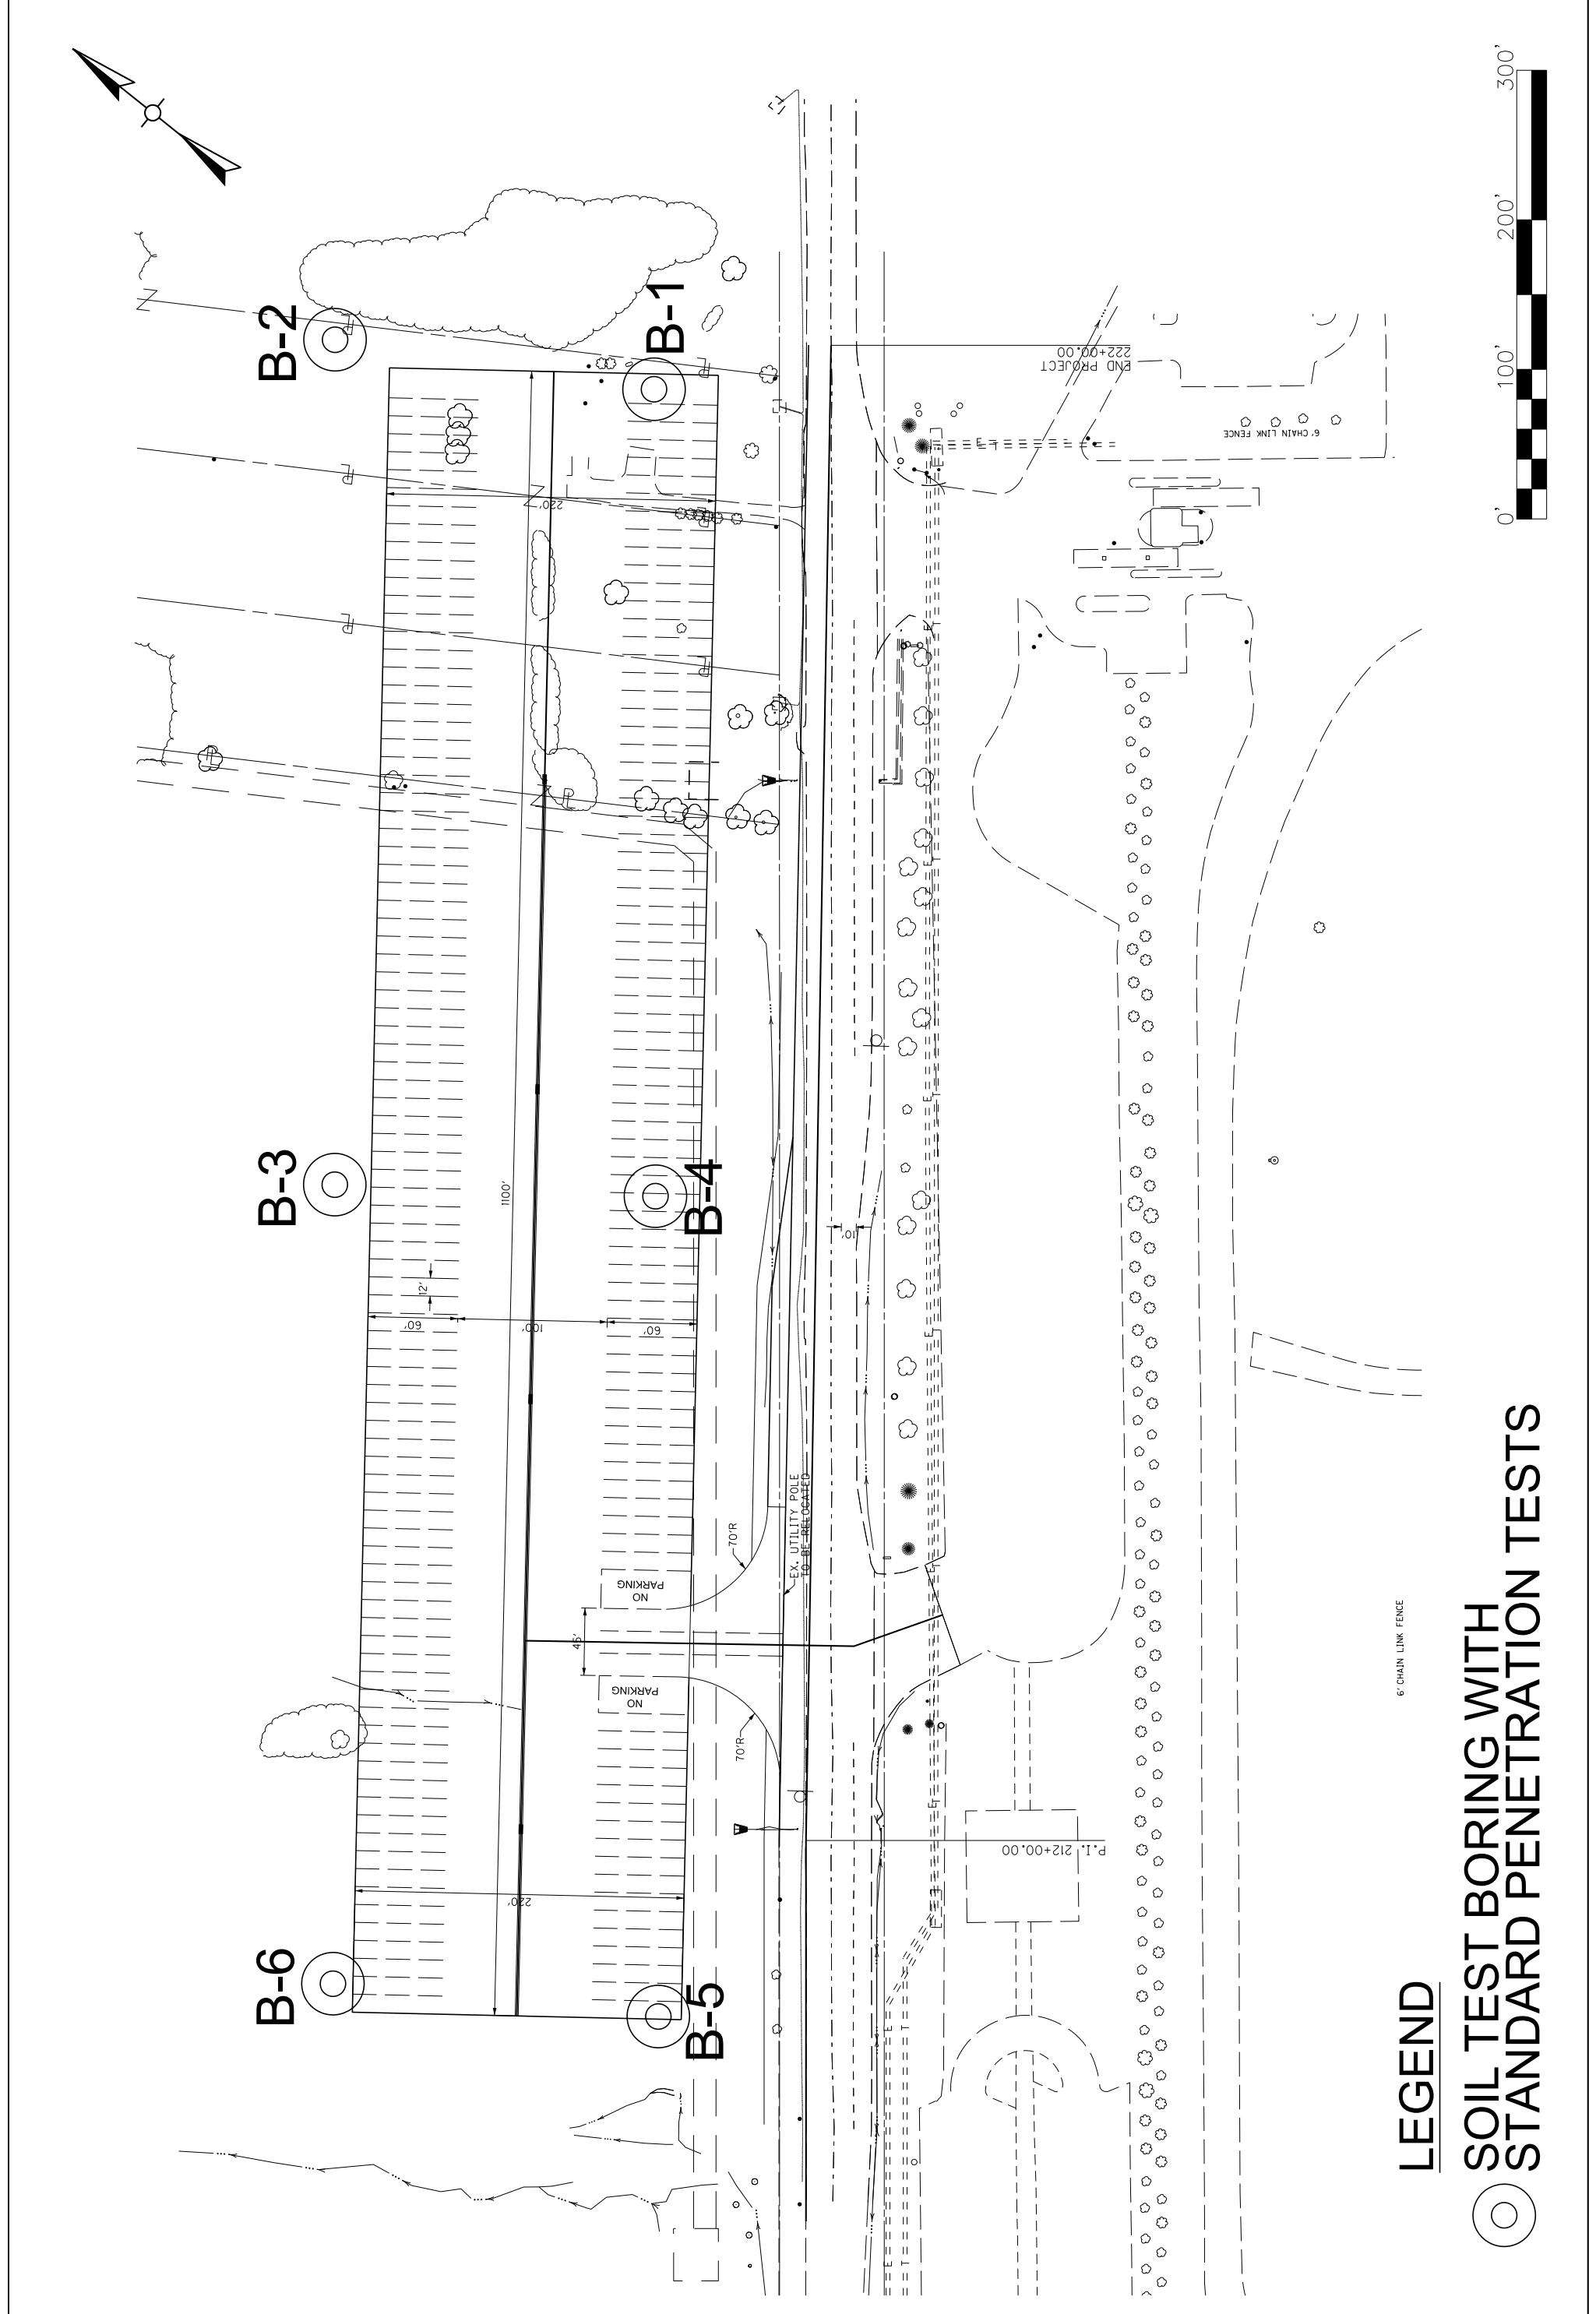 B-2
B-1
END PROJECT
222+00.00
6' CHAIN LINK FENCE
0'
100'
200'
300'
220'
B-3
1100'
B-4
12'
60'
100'
60'
10'
70'R
EX. UTILITY POLE
TO BE RELOCATED
NO
PARKING
45'
NO
PARKING
70'R
P.I. 212+00.00
220'
B-6
B-5
E
T
E
T
6' CHAIN LINK FENCE
LEGEND
SOIL TEST BORING WITH
STANDARD PENETRATION TESTS